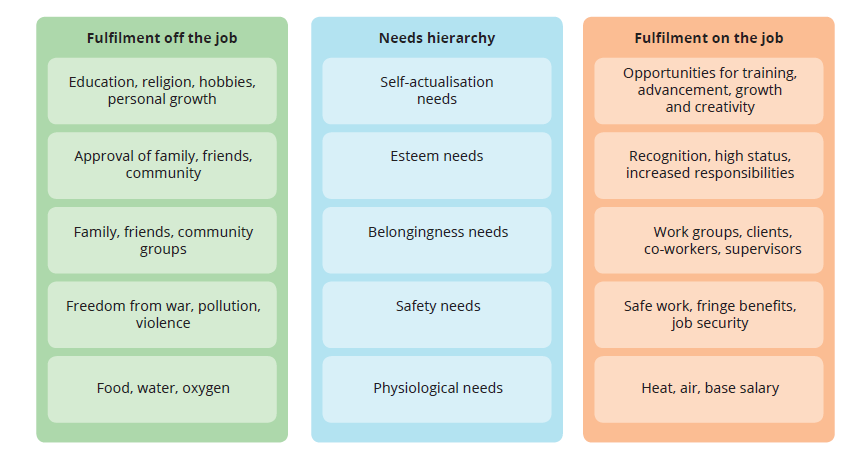 Fulfilment off the job
Education, religion, hobbies,
personal growth
Approval of family, friends,
community
Family, friends, community
groups
Freedom from war, pollution,
violence
Food, water, oxygen
Needs hierarchy
Self-actualisation
needs
Esteem needs
Belongingness needs
Safety needs
Physiological needs
Fulfilment on the job
Opportunities for training,
advancement, growth
and creativity
Recognition, high status,
increased responsibilities
Work groups, clients,
co-workers, supervisors
Safe work, fringe benefits,
job security
Heat, air, base salary